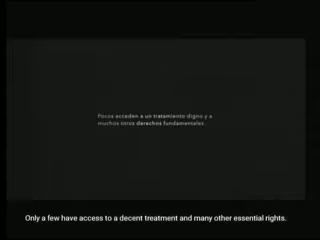 Pocos acceden a un tratamiento digno y a
muchos otros derechos fundamentales.
Only a few have access to a decent treatment and many other essential rights.